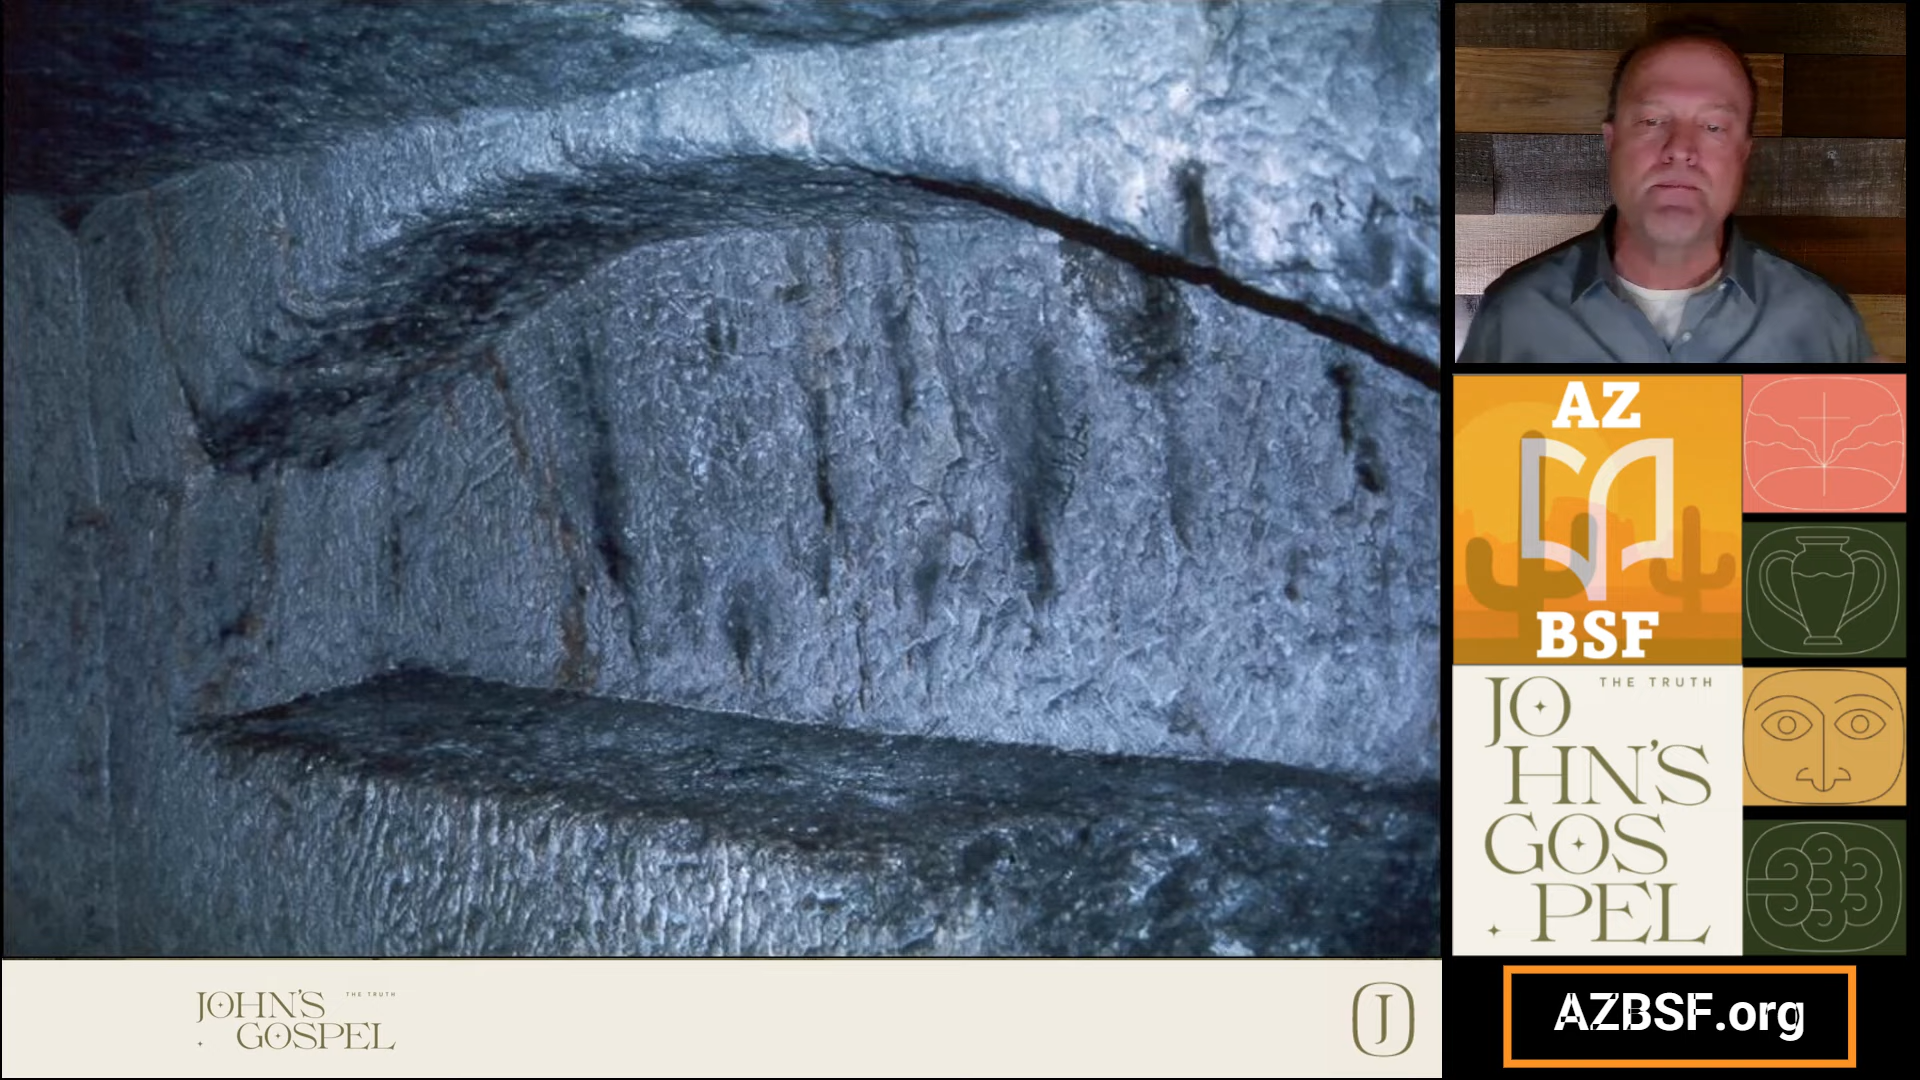 AZ
BSF
THE TRUTH
JO
HN'S
GOS
PEL
AZBSF.org
JOHN'S THE TRUTH
GOSPEL
J